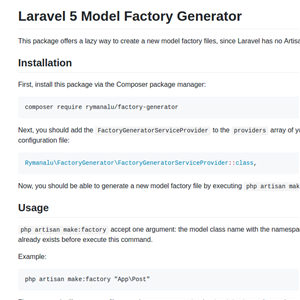 Laravel 5 Model Factory Generator
This package offers a lazy way to create a new model factory files, since Laravel has no Artisa
Installation
First, install this package via the Composer package manager:
composer require rymanalu/factory-generator
Next, you should add the FactoryGeneratorServiceProvider to the providers array of y
configuration file:
Rymanalu\FactoryGenerator\FactoryGeneratorServiceProvider::class,
Now, you should be able to generate a new model factory file by executing php artisan mak
Usage
php artisan make:factory accept one argument: the model class name with the namespac
already exists before execute this command.
Example:
php artisan make:factory "App\Post"